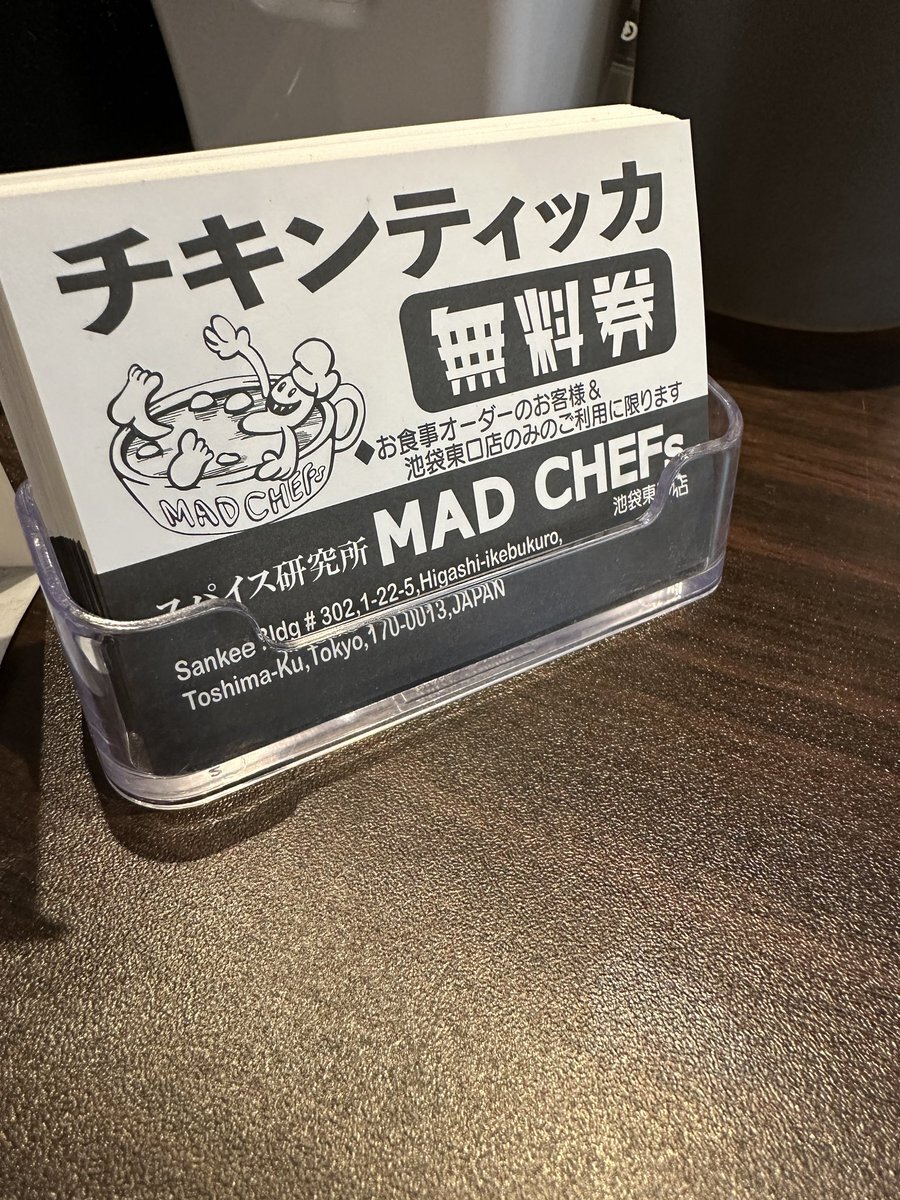 チキンティッカ
無料券
◆お食事オーダーのお客様&
池袋東口店のみのご利用に限ります
MAD CHEFs
スパイス研究所 MAD CHEFs
Sankee Bldg # 302,1-22-5,Higashi-ikebukuro,
Toshima-Ku,Tokyo,170-0013,JAPAN